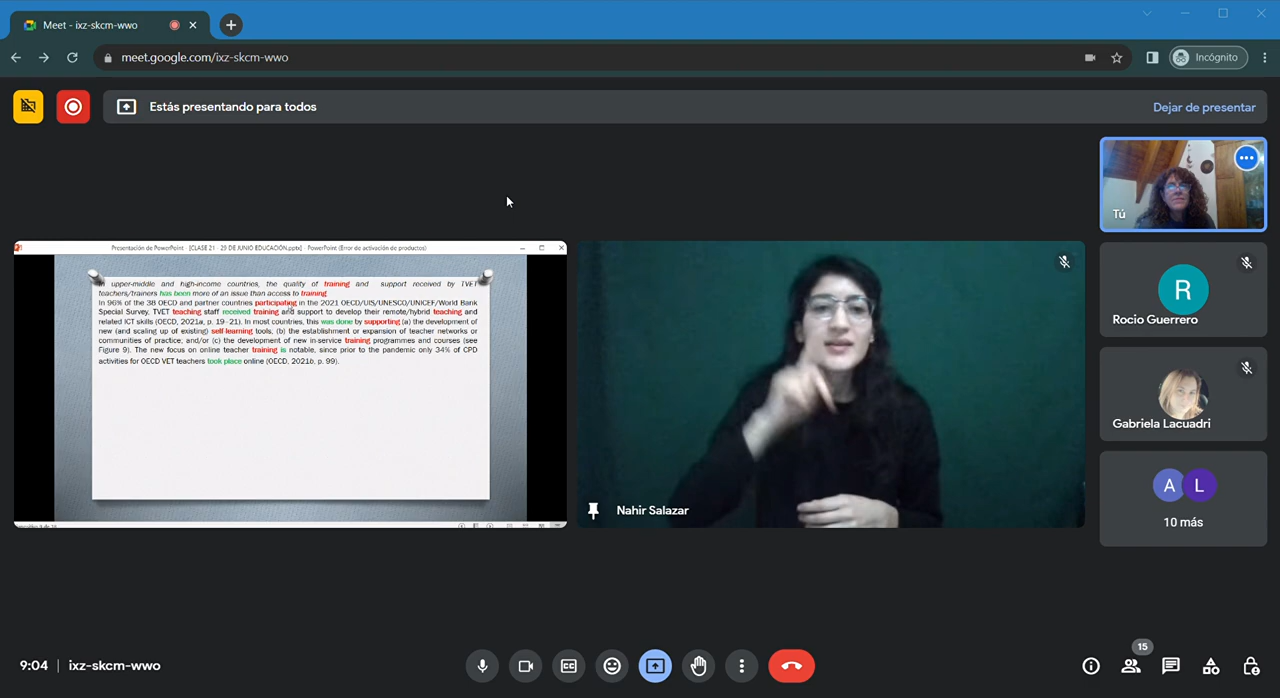 Meet - ixz-skcm-wwo
meet.google.com/ixz-skcm-wwo
Incógnito
Estás presentando para todos
Dejar de presentar
Tú
Presentación de PowerPoint - [CLASE 21 - 29 DE JUNIO EDUCACIÓN.pptx] - PowerPoint (Error de activación de productos)
In upper-middle and high-income countries, the quality of training and support received by TVET
teachers/trainers has been more of an issue than access to training.
In 96% of the 38 OECD and partner countries participating in the 2021 OECD/UIS/UNESCO/UNICEF/World Bank
Special Survey, TVET teaching staff received training and support to develop their remote/hybrid teaching and
related ICT skills (OECD, 2021a, p. 19–21). In most countries, this was done by supporting (a) the development of
new (and scaling up of existing) self-learning tools; (b) the establishment or expansion of teacher networks or
communities of practice, and/or (c) the development of new in-service training programmes and courses (see
Figure 9). The new focus on online teacher training is notable, since prior to the pandemic only 34% of CPD
activities for OECD VET teachers took place online (OECD, 2021b, p. 99).
Nahir Salazar
R
Rocio Guerrero
Gabriela Lacuadri
A L
10 más
9:04 | ixz-skcm-wwo
15